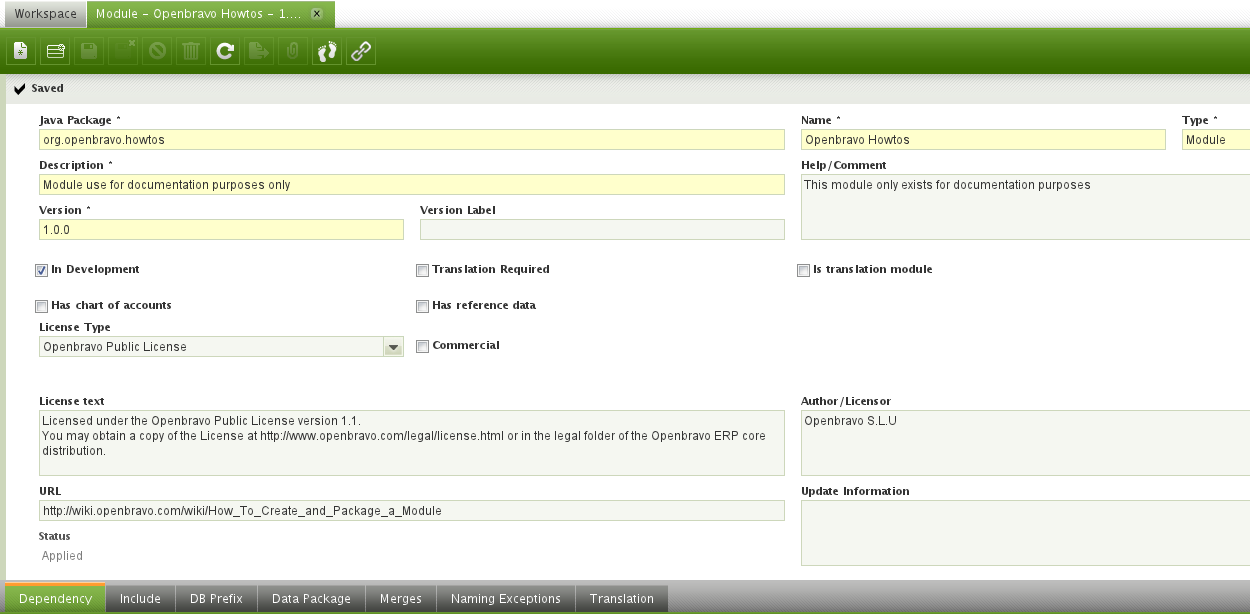 Workspace
Module - Openbravo Howtos - 1....
Saved
Java Package *
Name *
Type *
org.openbravo.howtos
Openbravo Howtos
Module
Description *
Help/Comment
Module use for documentation purposes only
This module only exists for documentation purposes
Version *
Version Label
1.0.0
In Development
Translation Required
Is translation module
Has chart of accounts
Has reference data
License Type
Openbravo Public License
Commercial
License text
Author/Licensor
Licensed under the Openbravo Public License version 1.1.
You may obtain a copy of the License at http://www.openbravo.com/legal/license.html or in the legal folder of the Openbravo ERP core
distribution.
Openbravo S.L.U
URL
Update Information
http://wiki.openbravo.com/wiki/How_To_Create_and_Package_a_Module
Status
Applied
Dependency
Include
DB Prefix
Data Package
Merges
Naming Exceptions
Translation